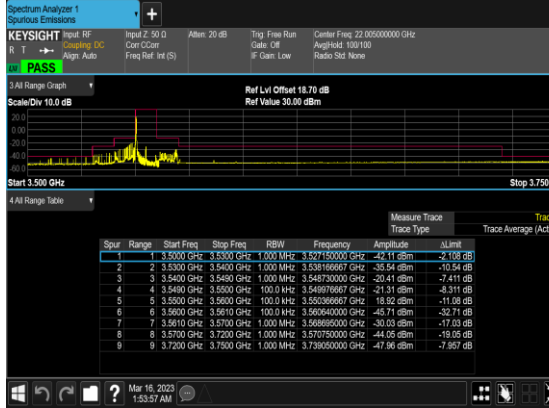 Spectrum Analyzer 1
Spurious Emissions
KEYSIGHT Input: RF Input Z: 50 Ω Atten: 20 dB Trig: Free Run Center Freq: 22.005000000 GHz
R T Coupling: DC Corr CCorr Gate: Off Avg|Hold: 100/100
Align: Auto Freq Ref: Int (S) IF Gain: Low Radio Std: None
PASS
3 All Range Graph
Ref Lvl Offset 18.70 dB
Scale/Div 10.0 dB Ref Value 30.00 dBm
20.0
0.00
-20.0
-40.0
-60.0
Start 3.500 GHz Stop 3.750
4 All Range Table
Measure Trace Trac
Trace Type Trace Average (Act
Spur Range Start Freq Stop Freq RBW Frequency Amplitude ΔLimit
1 1 3.5000 GHz 3.5300 GHz 1.000 MHz 3.527150000 GHz -42.11 dBm -2.108 dB
2 2 3.5300 GHz 3.5400 GHz 1.000 MHz 3.538166667 GHz -35.54 dBm -10.54 dB
3 3 3.5400 GHz 3.5490 GHz 1.000 MHz 3.548730000 GHz -20.41 dBm -7.411 dB
4 4 3.5490 GHz 3.5500 GHz 100.0 kHz 3.549976667 GHz -21.31 dBm -8.311 dB
5 5 3.5500 GHz 3.5600 GHz 100.0 kHz 3.550366667 GHz 18.92 dBm -11.08 dB
6 6 3.5600 GHz 3.5610 GHz 100.0 kHz 3.560640000 GHz -45.71 dBm -32.71 dB
7 7 3.5610 GHz 3.5700 GHz 1.000 MHz 3.568695000 GHz -30.03 dBm -17.03 dB
8 8 3.5700 GHz 3.7200 GHz 1.000 MHz 3.570750000 GHz -44.05 dBm -19.05 dB
9 9 3.7200 GHz 3.7500 GHz 1.000 MHz 3.739050000 GHz -47.96 dBm -7.957 dB
Mar 16, 2023
1:53:57 AM